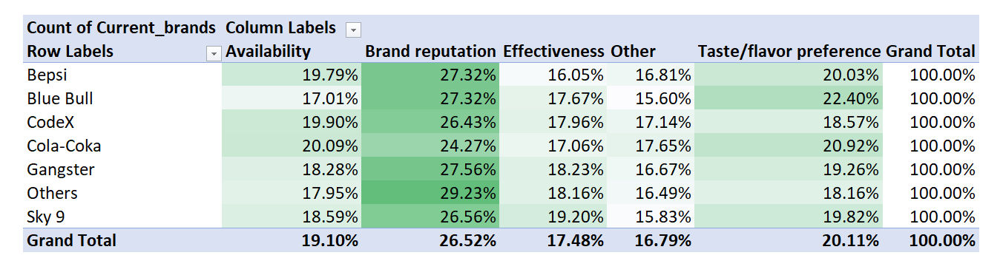 Count of Current_brands Column Labels
Row Labels Availability Brand reputation Effectiveness Other Taste/flavor preference Grand Total
Bepsi 19.79% 27.32% 16.05% 16.81% 20.03% 100.00%
Blue Bull 17.01% 27.32% 17.67% 15.60% 22.40% 100.00%
CodeX 19.90% 26.43% 17.96% 17.14% 18.57% 100.00%
Cola-Coka 20.09% 24.27% 17.06% 17.65% 20.92% 100.00%
Gangster 18.28% 27.56% 18.23% 16.67% 19.26% 100.00%
Others 17.95% 29.23% 18.16% 16.49% 18.16% 100.00%
Sky 9 18.59% 26.56% 19.20% 15.83% 19.82% 100.00%
Grand Total 19.10% 26.52% 17.48% 16.79% 20.11% 100.00%